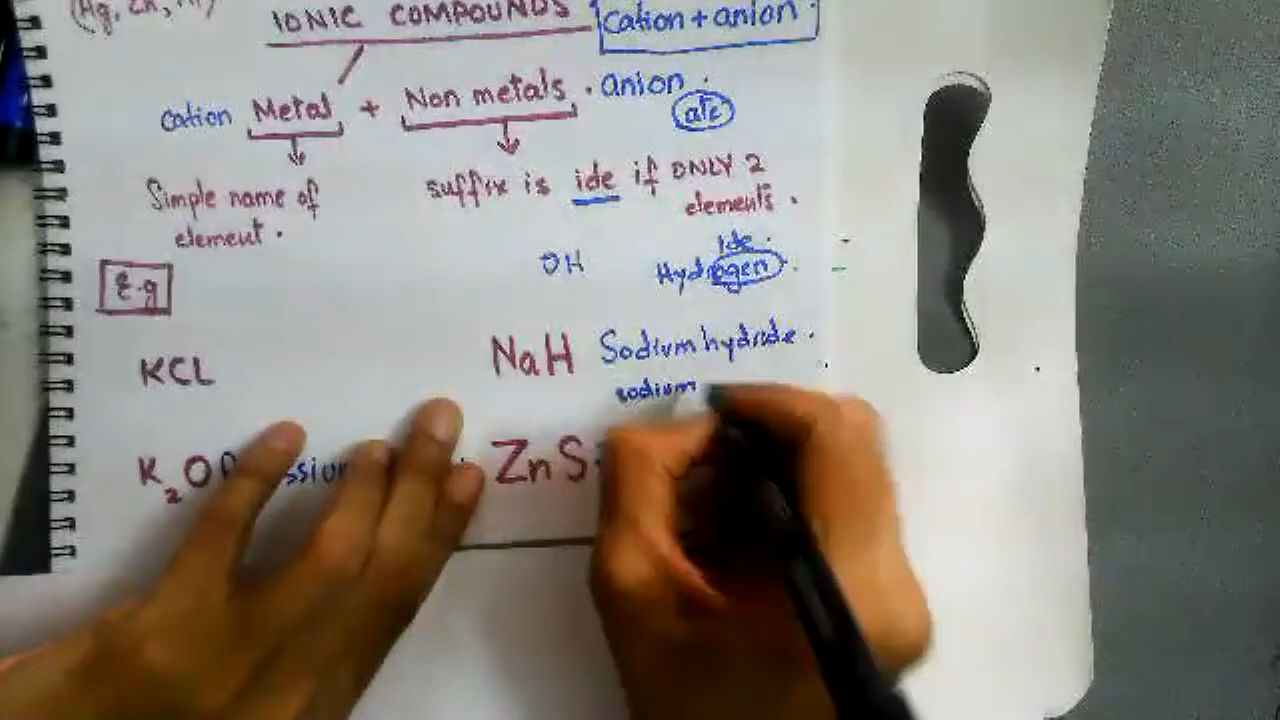 IONIC COMPOUNDS cation + anion
cation Metal + Non metals . anion .
ate
Simple name of element . suffix is ide if ONLY 2 elements .
ide .
OH Hydrogen .
E.g
NaH Sodium hydride .
KCL
sodium
K2O ZnS